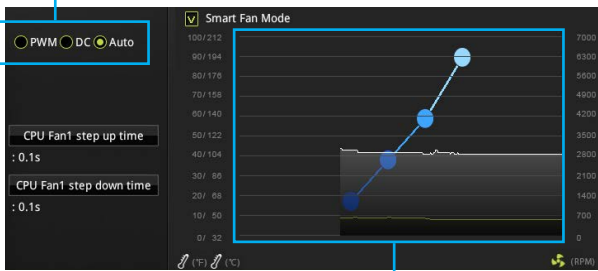 Smart Fan Mode
PWM DC Auto
100/212 7000
90/194 6300
80/176 5600
70/158 4900
60/140 4200
50/122 3500
40/104 2800
30/ 86 2100
20/ 68 1400
10/ 50 700
0/ 32 0
CPU Fan1 step up time
: 0.1s
CPU Fan1 step down time
: 0.1s
(°F) (°C) (RPM)